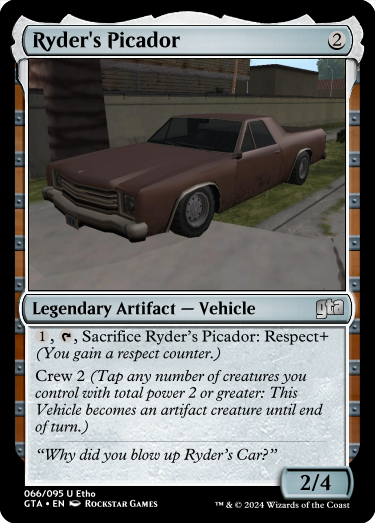 Ryder's Picador 2
Legendary Artifact — Vehicle gta
1, , Sacrifice Ryder's Picador: Respect+
(You gain a respect counter.)
Crew 2 (Tap any number of creatures you
control with total power 2 or greater: This
Vehicle becomes an artifact creature until end
of turn.)
“Why did you blow up Ryder's Car?”
2/4
066/095 U Etho
GTA • EN Rockstar Games
™ & © 2024 Wizards of the Coast